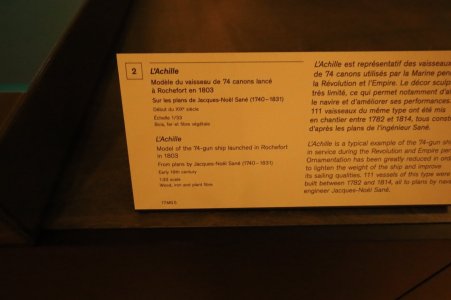 2
L'Achille
Modèle du vaisseau de 74 canons lancé
à Rochefort en 1803
Sur les plans de Jacques-Noël Sané (1740-1831)
Début du XIXe siècle
Échelle 1/33
Bois, fer et fibre végétale
L'Achille
Model of the 74-gun ship launched in Rochefort
in 1803
From plans by Jacques-Noël Sané (1740-1831)
Early 19th century
1:33 scale
Wood, iron and plant fibre
17 MG 5
L'Achille est représentatif des vaisseaux
de 74 canons utilisés par la Marine pen
la Révolution et l'Empire. Le décor sculp
très limité, ce qui permet notamment d'a
le navire et d'améliorer ses performances.
111 vaisseaux du même type ont été mis
en chantier entre 1782 et 1814, tous const
d'après les plans de l'ingénieur Sané.
L'Achille is a typical example of the 74-gun ship
in service during the Revolution and Empire per
Ornamentation has been greatly reduced in orde
to lighten the weight of the ship and improve
its sailing qualities. 111 vessels of this type were
built between 1782 and 1814, all to plans by nava
engineer Jacques-Noël Sané.